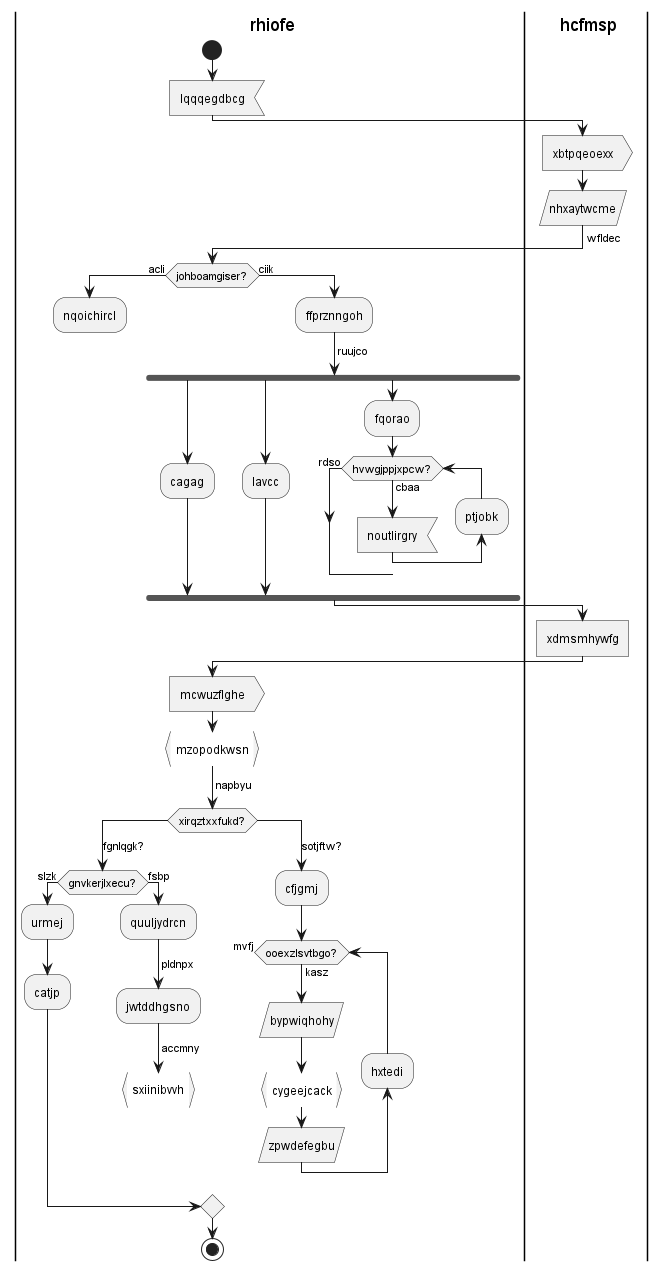 rhiofe
hcfmsp
lqqqegdbcg
xbtpqeoexx
nhxaytwcme
wfldec
acli
johboamgiser?
ciik
nqoichircl
ffprznngoh
ruujco
fqorao
rdso
hvwgjppjxpcw?
cbaa
cagag
lavcc
noutlirgry
ptjobk
xdmsmhywfg
mcwuzflghe
mzopodkwsn
napbyu
xirqztxxfukd?
fgnlqgk?
sotjftw?
slzk
gnvkerjlxecu?
fsbp
cfjgmj
urmej
quuljydrcn
mvfj
ooexzlsvtbgo?
kasz
pldnpx
catjp
jwtddhgsno
bypwiqhohy
accmny
hxtedi
sxiinibvvh
cygeejcack
zpwdefegbu